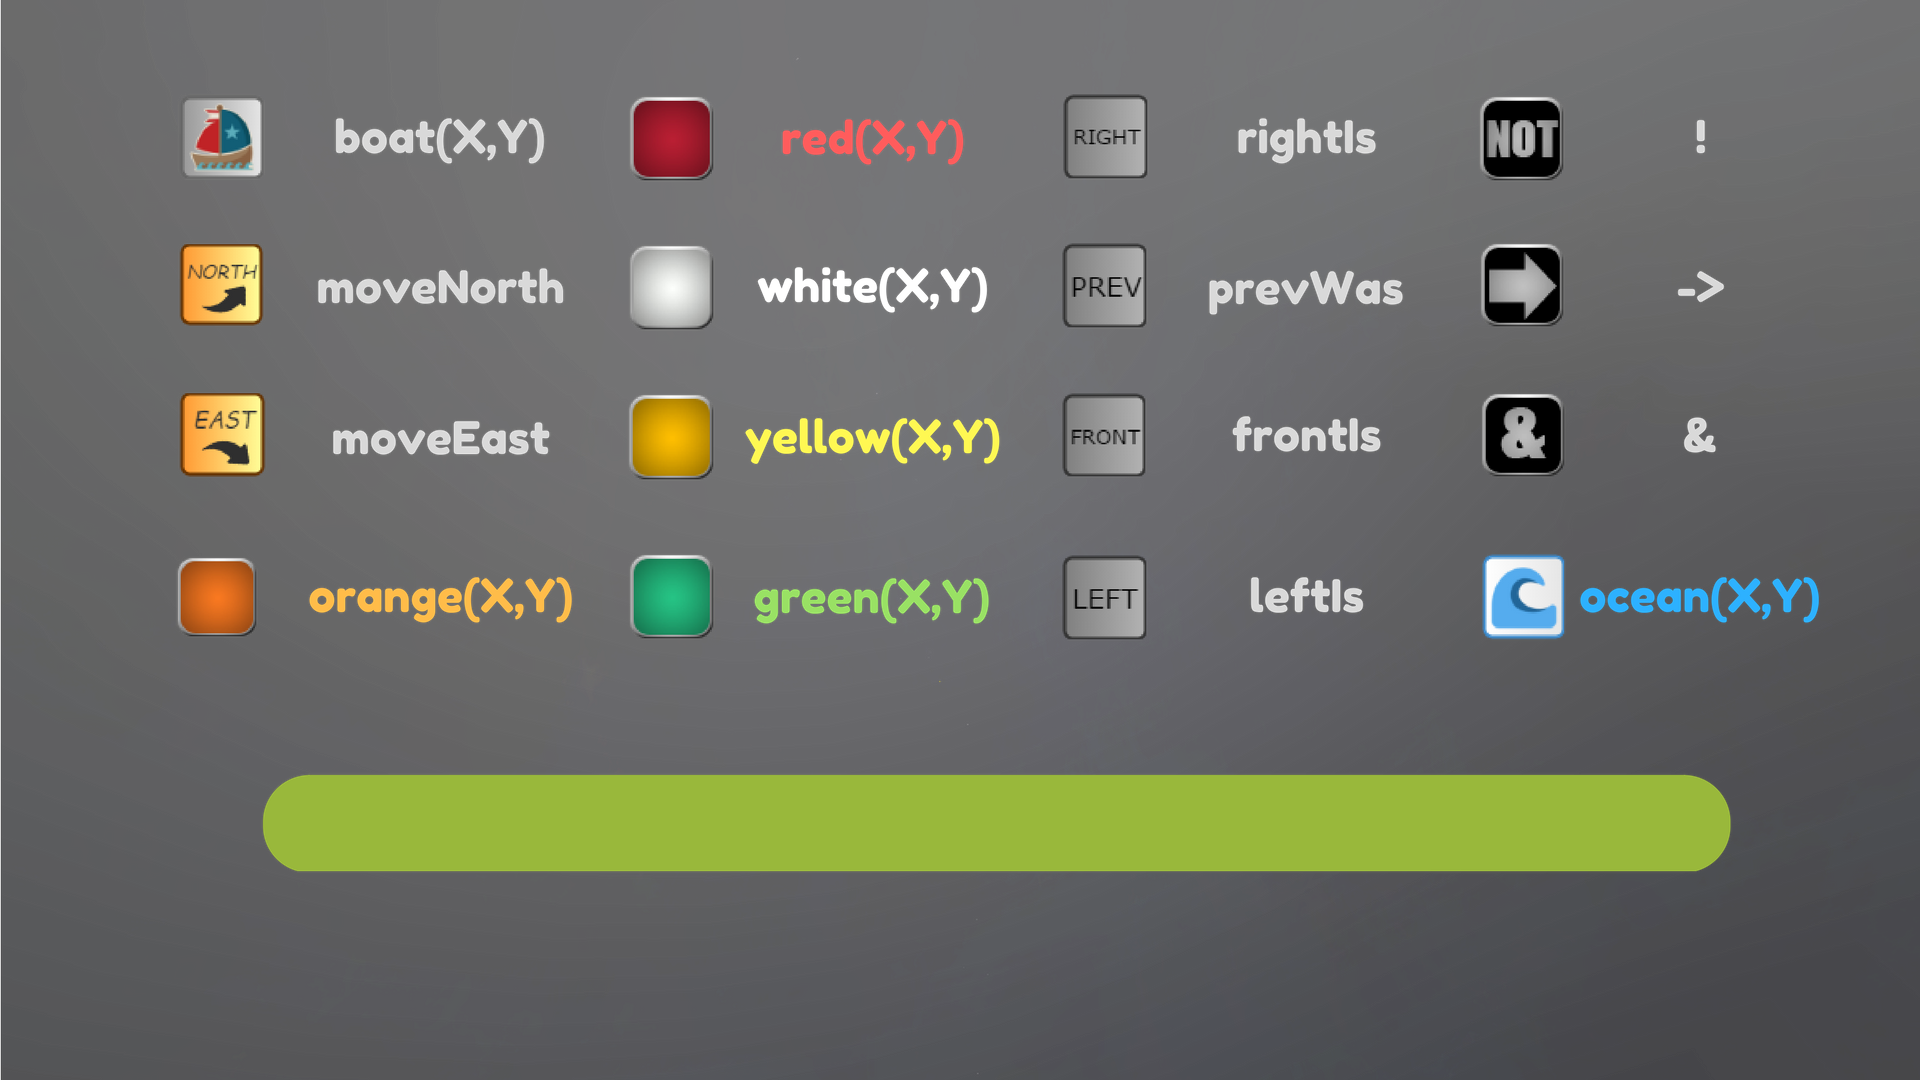 boat(X,Y) red(X,Y) RIGHT rightIs NOT !
NORTH moveNorth white(X,Y) PREV prevWas ->
EAST moveEast yellow(X,Y) FRONT frontIs & &
orange(X,Y) green(X,Y) LEFT leftIs ocean(X,Y)